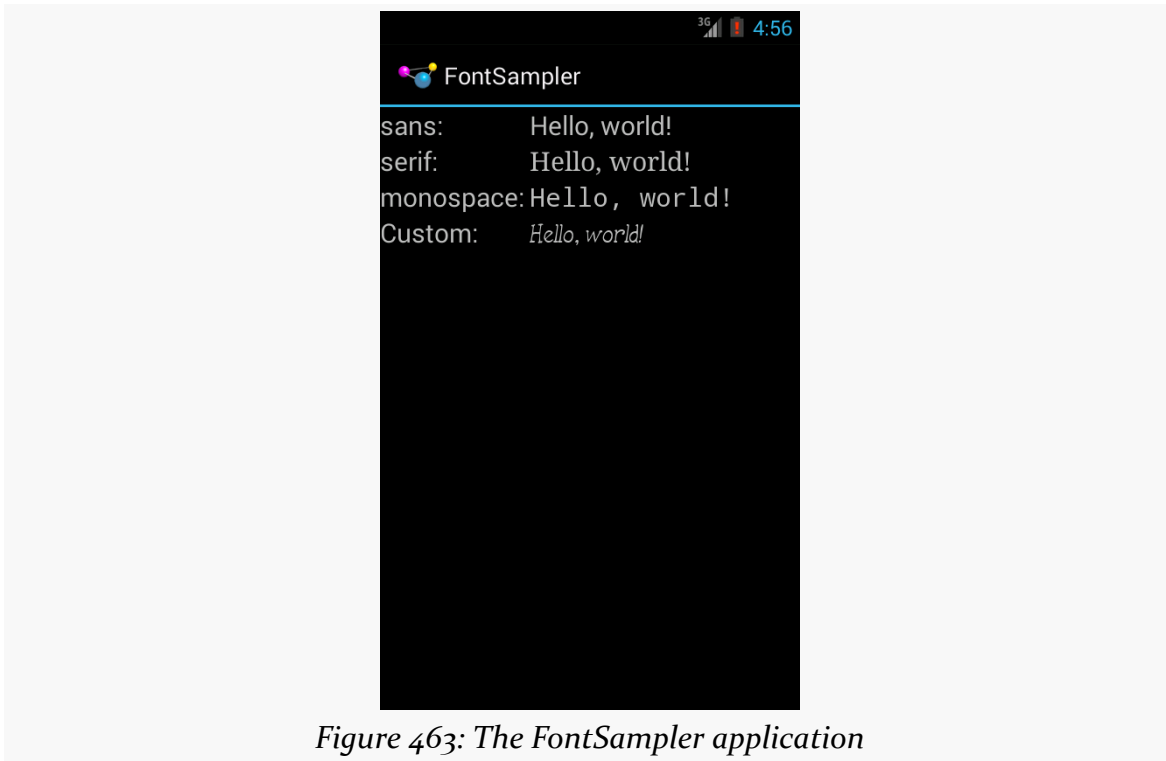 3G 4:56
FontSampler
sans: Hello, world!
serif: Hello, world!
monospace: Hello, world!
Custom: Hello, world!
Figure 463: The FontSampler application